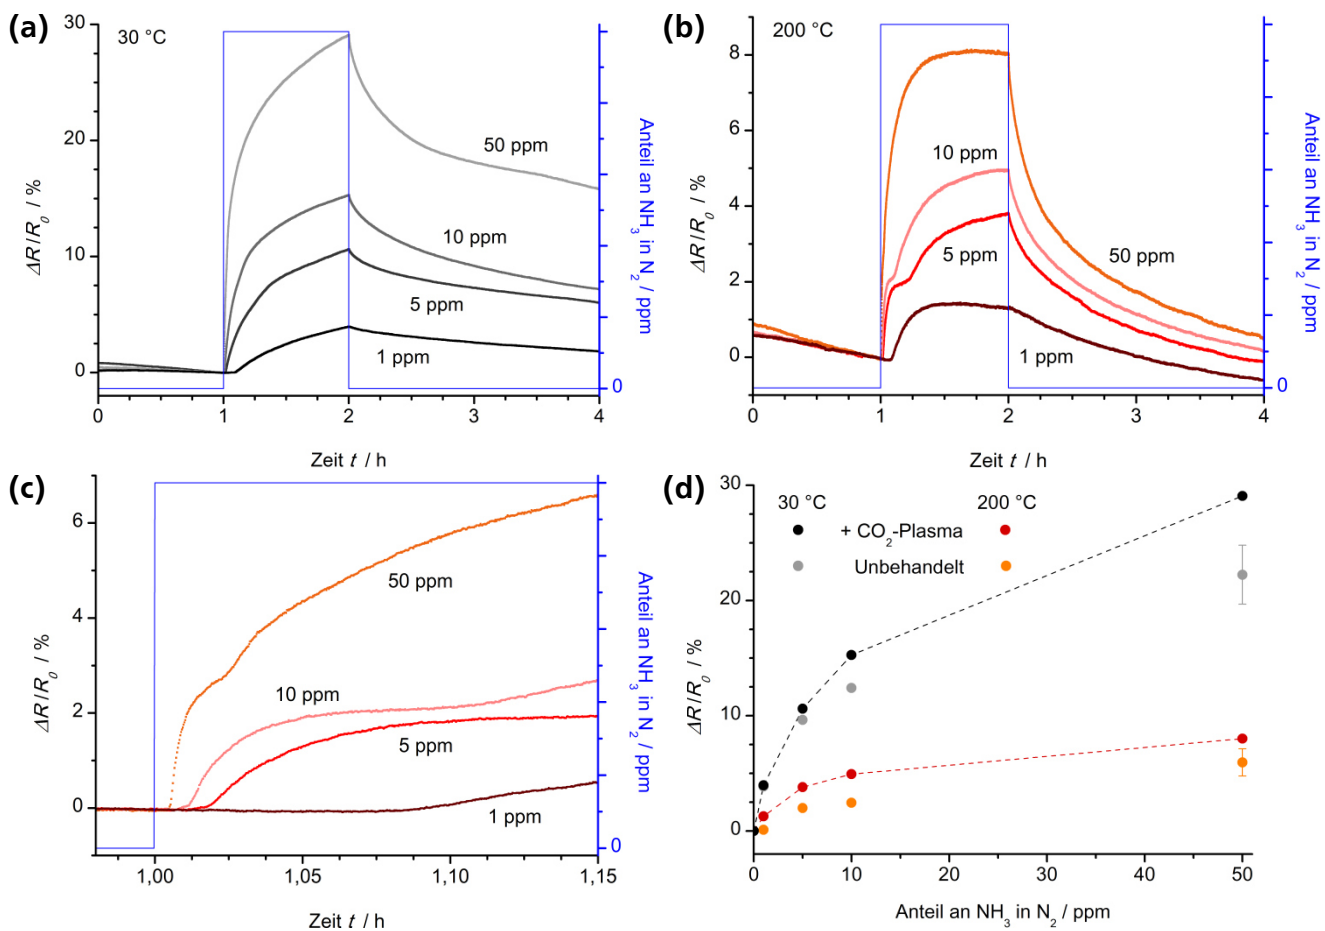 (a)
30 °C
ΔR/R0 / %
30
20
10
0
50 ppm
10 ppm
5 ppm
1 ppm
0
Anteil an NH3 in N2 / ppm
0 1 2 3 4
Zeit t / h
(b)
200 °C
ΔR/R0 / %
8
6
4
2
0
10 ppm
5 ppm
50 ppm
1 ppm
0
Anteil an NH3 in N2 / ppm
0 1 2 3 4
Zeit t / h
(c)
ΔR/R0 / %
6
4
2
0
50 ppm
10 ppm
5 ppm
1 ppm
0
Anteil an NH3 in N2 / ppm
1,00 1,05 1,10 1,15
Zeit t / h
(d)
30 °C 200 °C
+ CO2-Plasma
Unbehandelt
ΔR/R0 / %
30
20
10
0
0 10 20 30 40 50
Anteil an NH3 in N2 / ppm